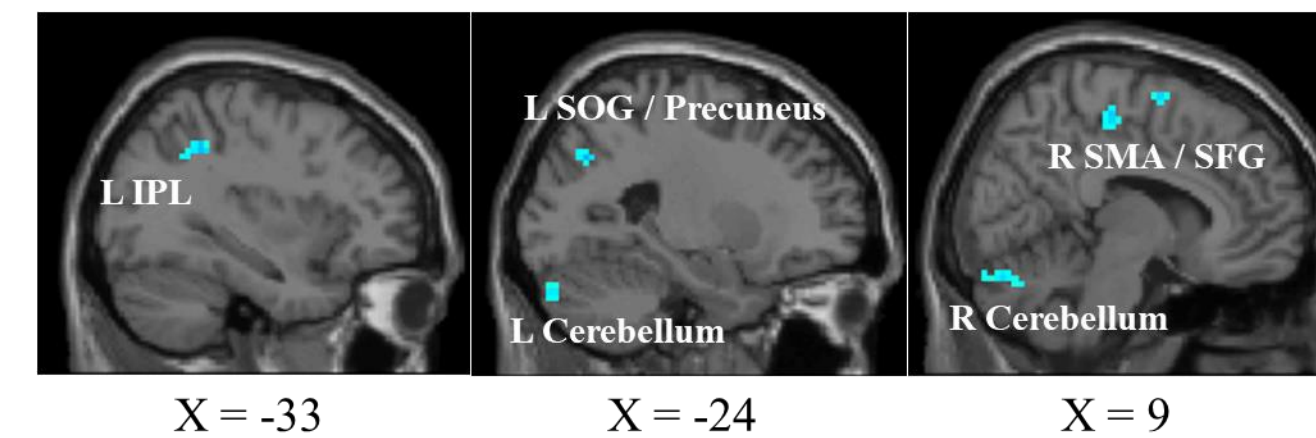 L IPL
L SOG / Precuneus
L Cerebellum
R SMA / SFG
R Cerebellum
X = -33
X = -24
X = 9